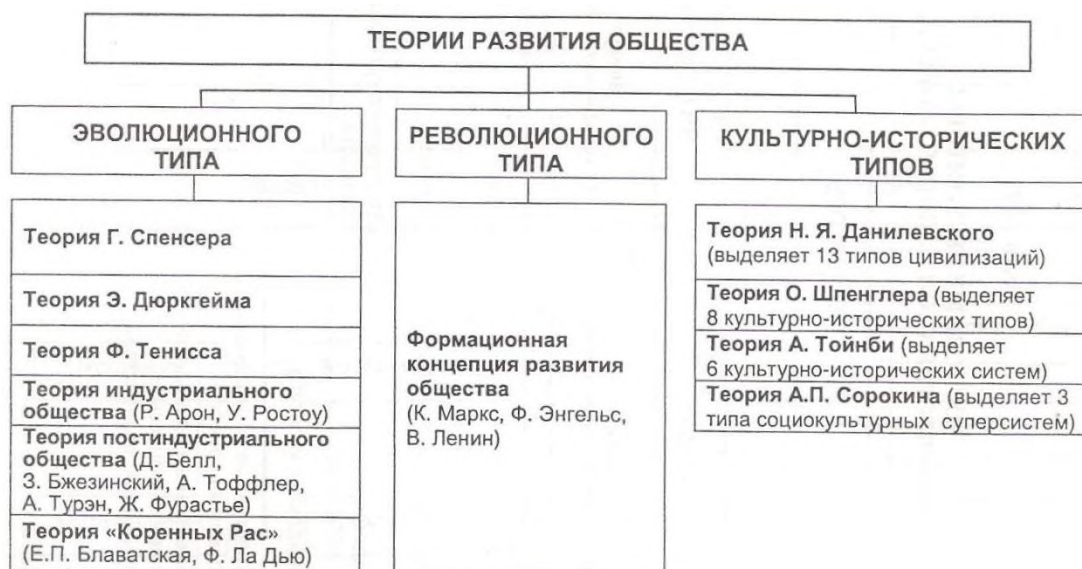 ТЕОРИИ РАЗВИТИЯ ОБЩЕСТВА
ЭВОЛЮЦИОННОГО
ТИПА
Теория Г. Спенсера
Теория Э. Дюркгейма
Теория Ф. Тенисса
Теория индустриального
общества (Р. Арон, У. Ростоу)
Теория постиндустриального
общества (Д. Белл,
З. Бжезинский, А. Тоффлер,
А. Турэн, Ж. Фурастье)
Теория «Коренных Рас»
(Е.П. Блаватская, Ф. Ла Дью)
РЕВОЛЮЦИОННОГО
ТИПА
Формационная
концепция развития
общества
(К. Маркс, Ф. Энгельс,
В. Ленин)
КУЛЬТУРНО-ИСТОРИЧЕСКИХ
ТИПОВ
Теория Н. Я. Данилевского
(выделяет 13 типов цивилизаций)
Теория О. Шпенглера (выделяет
8 культурно-исторических типов)
Теория А. Тойнби (выделяет
6 культурно-исторических систем)
Теория А.П. Сорокина (выделяет 3
типа социокультурных суперсистем)